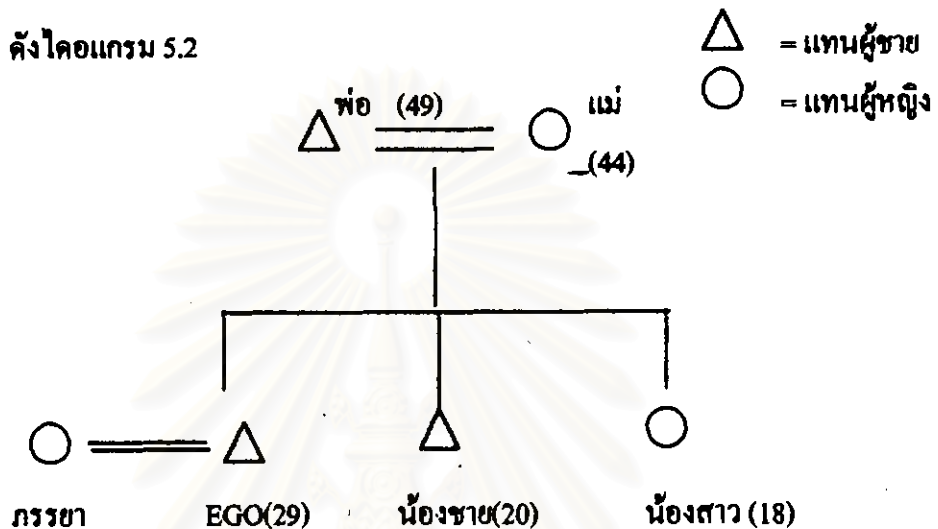 ดังไดอแกรม 5.2
= แทนผู้ชาย
= แทนผู้หญิง
พ่อ (49) แม่
(44)
ภรรยา EGO(29) น้องชาย(20) น้องสาว (18)